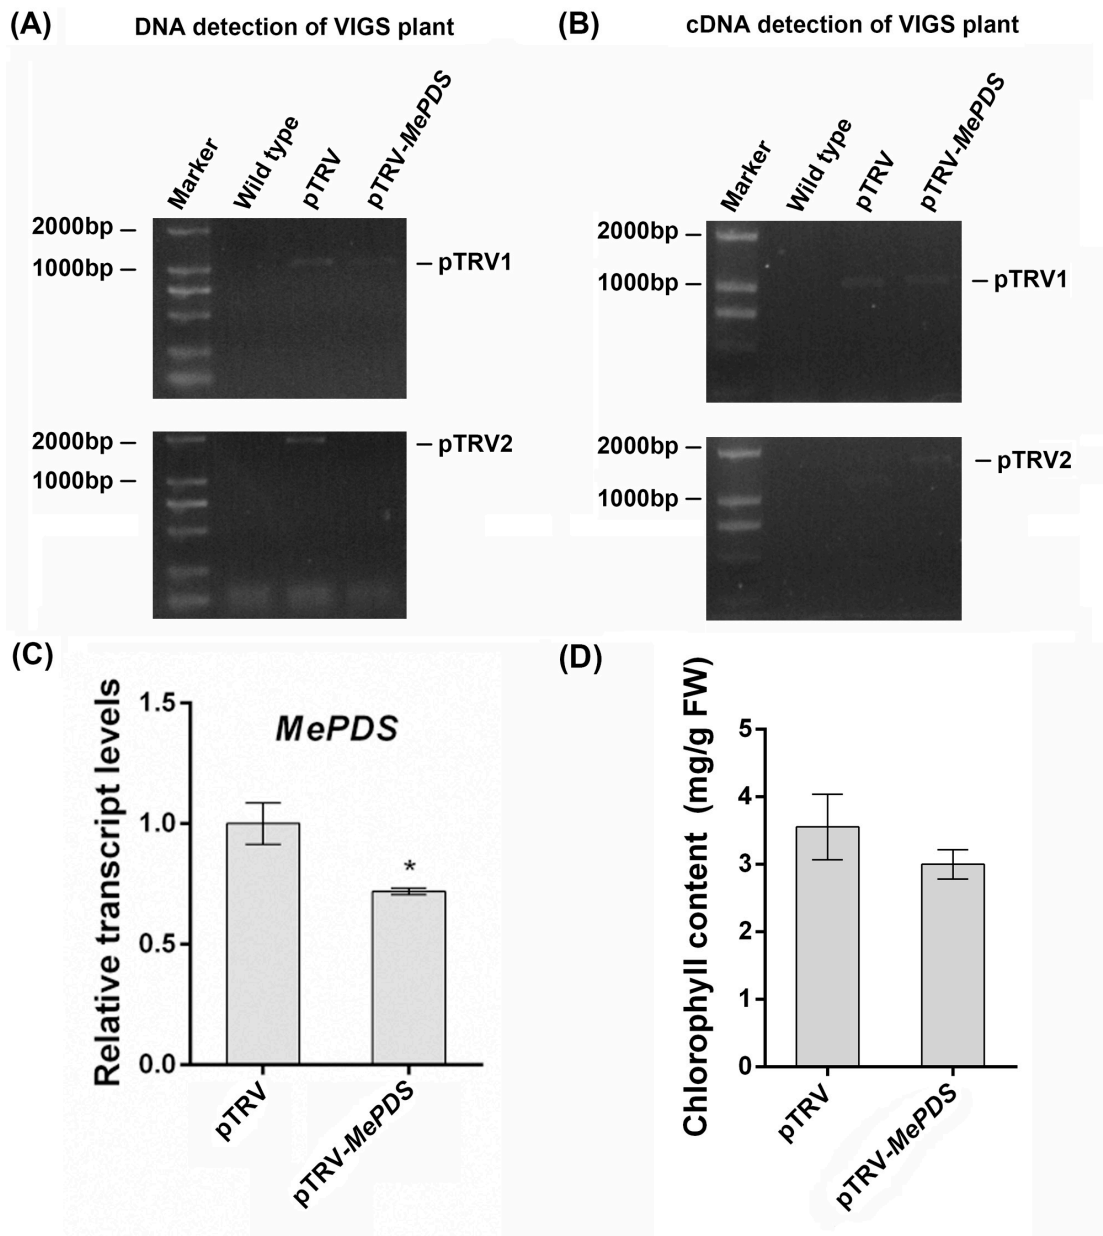 (A)
DNA detection of VIGS plant
Marker
Wild type
pTRV
pTRV-MePDS
2000bp
1000bp
pTRV1
2000bp
1000bp
pTRV2
(B)
cDNA detection of VIGS plant
Marker
Wild type
pTRV
pTRV-MePDS
2000bp
1000bp
pTRV1
2000bp
1000bp
pTRV2
(C)
Relative transcript levels
MePDS
1.5
1.0
0.5
0.0
*
pTRV
pTRV-MePDS
(D)
Chlorophyll content (mg/g FW)
5
4
3
2
1
0
pTRV
pTRV-MePDS